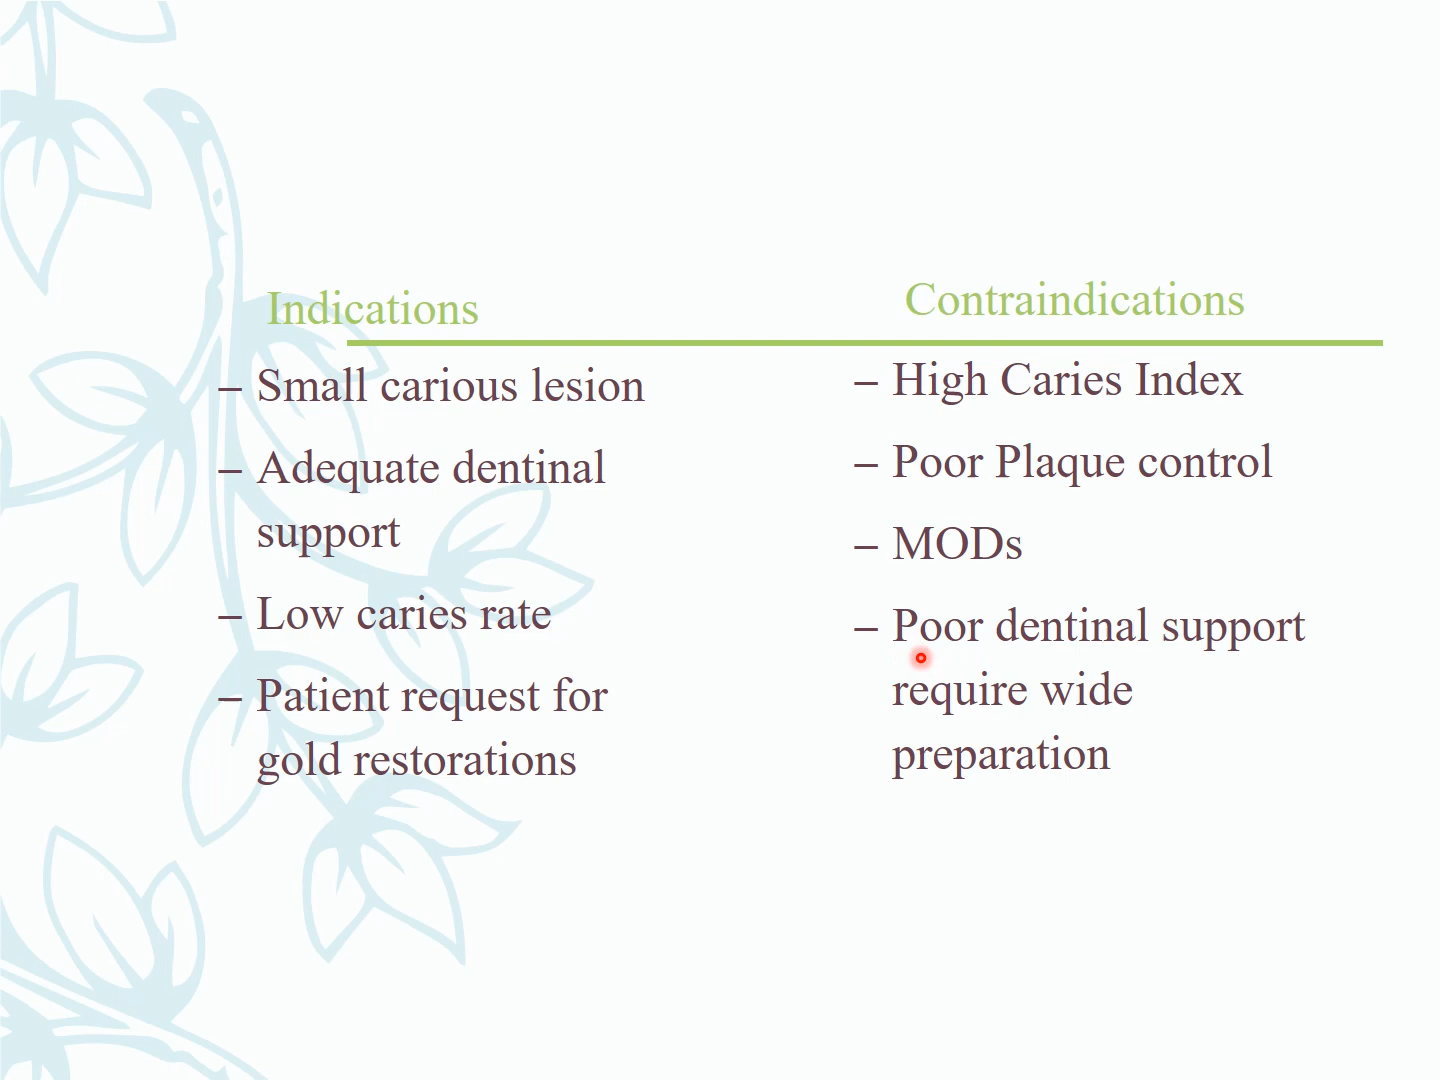 Indications
– Small carious lesion
– Adequate dentinal
support
– Low caries rate
– Patient request for
gold restorations
Contraindications
– High Caries Index
– Poor Plaque control
– MODs
– Poor dentinal support
require wide
preparation